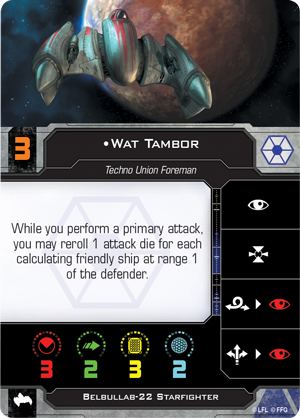 3
•Wat Tambor
Techno Union Foreman
While you perform a primary attack,
you may reroll 1 attack die for each
calculating friendly ship at range 1
of the defender.
3 2 3 2
Belbullab-22 Starfighter
©LFL ©FFG